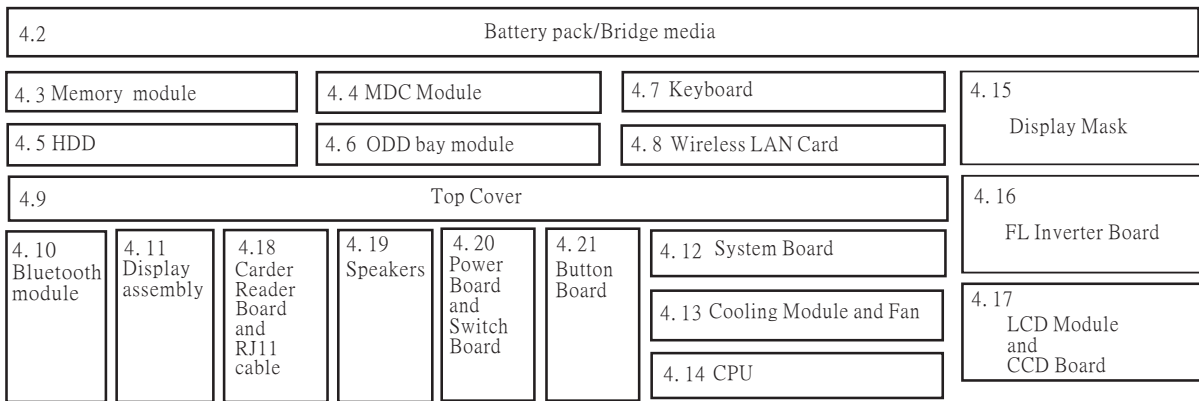 4.2 Battery pack/Bridge media
4. 3 Memory module
4. 4 MDC Module
4. 7 Keyboard
4. 15
Display Mask
4. 5 HDD
4. 6 ODD bay module
4. 8 Wireless LAN Card
4.9 Top Cover
4. 16
FL Inverter Board
4. 10
Bluetooth
module
4. 11
Display
assembly
4. 18
Carder
Reader
Board
and
RJ11
cable
4. 19
Speakers
4. 20
Power
Board
and
Switch
Board
4. 21
Button
Board
4. 12 System Board
4. 13 Cooling Module and Fan
4. 14 CPU
4. 17
LCD Module
and
CCD Board